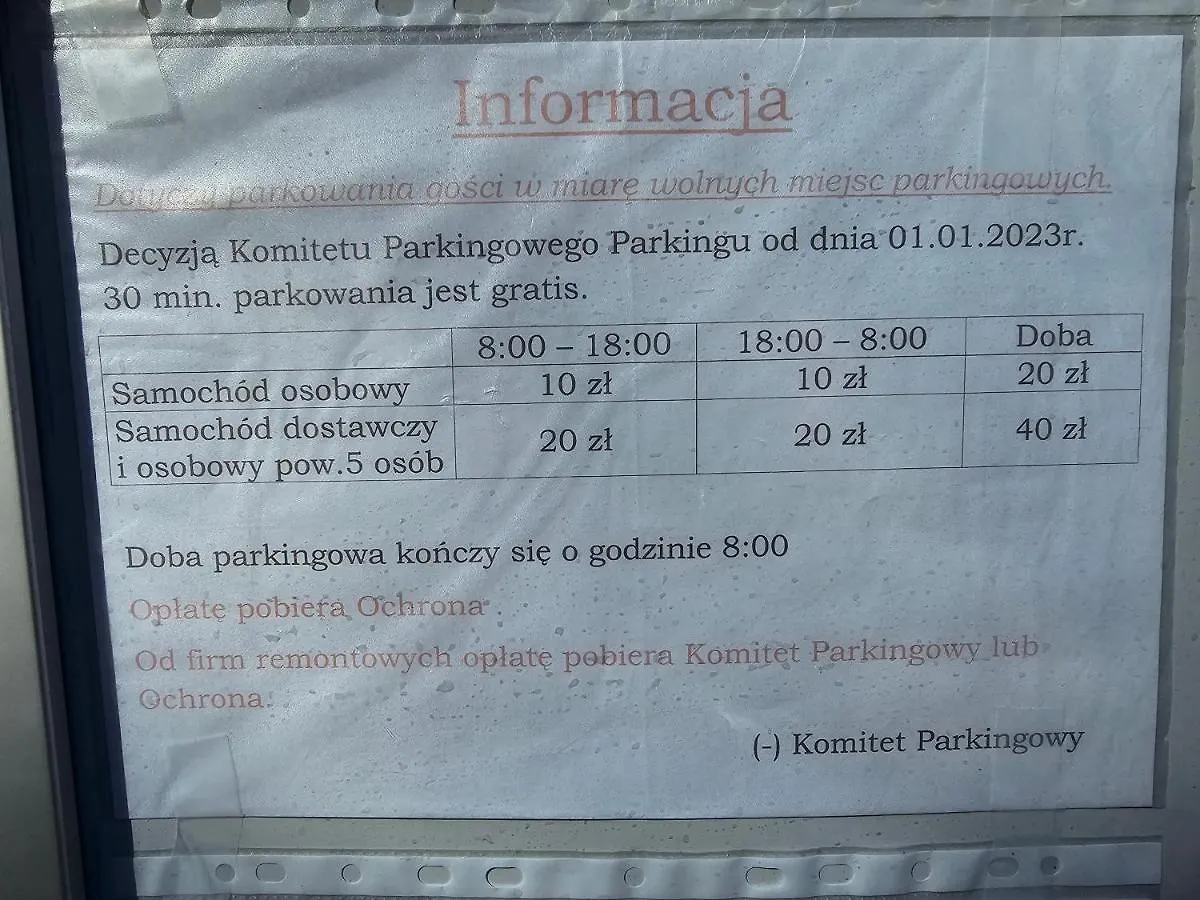 Informacja
Dotyczy parkowania gości w miarę wolnych miejsc parkingowych.
Decyzją Komitetu Parkingowego Parkingu od dnia 01.01.2023r.
30 min. parkowania jest gratis.
8:00 – 18:00 18:00 – 8:00 Doba
Samochód osobowy 10 zł 10 zł 20 zł
Samochód dostawczy
i osobowy pow.5 osób 20 zł 20 zł 40 zł
Doba parkingowa kończy się o godzinie 8:00
Opłatę pobiera Ochrona .
Od firm remontowych opłatę pobiera Komitet Parkingowy lub
Ochrona.
(-) Komitet Parkingowy